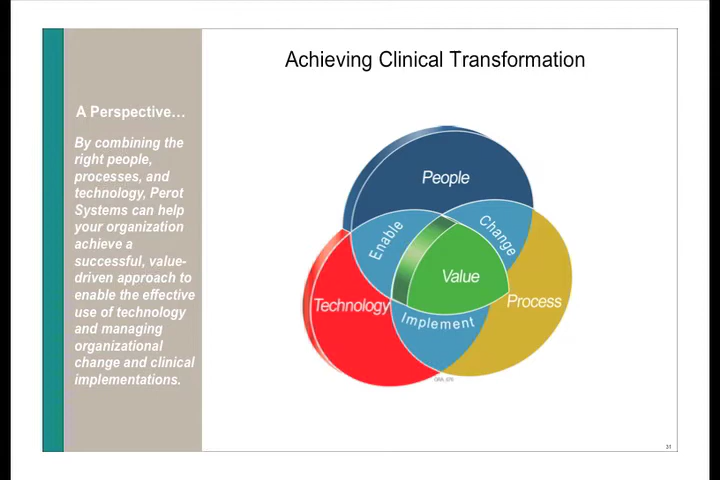 Achieving Clinical Transformation
A Perspective…
By combining the
right people,
processes, and
technology, Perot
Systems can help
your organization
achieve a
successful, value-
driven approach to
enable the effective
use of technology
and managing
organizational
change and clinical
implementations.
People
Enable
Change
Value
Technology
Process
Implement
31